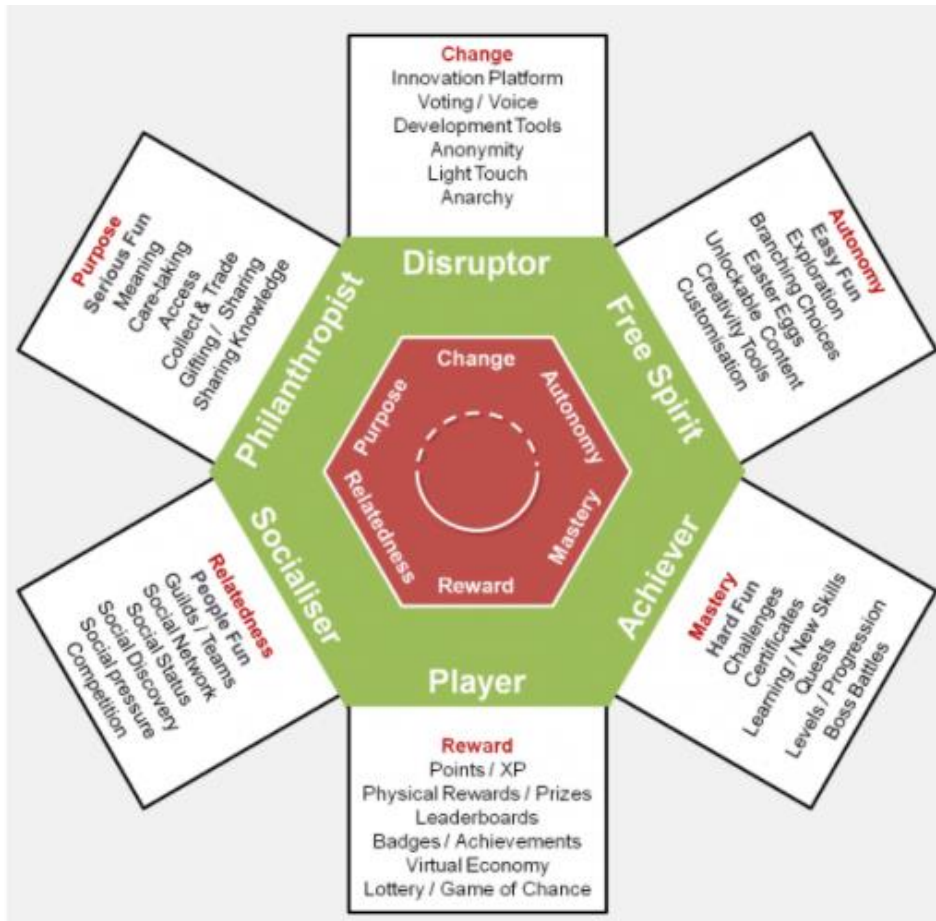 Change
Innovation Platform
Voting / Voice
Development Tools
Anonymity
Light Touch
Anarchy
Purpose
Serious Fun
Meaning
Care-taking
Access
Collect & Trade
Gifting / Sharing
Sharing Knowledge
Autonomy
Easy Fun
Exploration
Branching Choices
Easter Eggs
Unlockable Content
Creativity Tools
Customisation
Disruptor
Philanthropist
Free Spirit
Change
Purpose
Autonomy
Relatedness
Mastery
Reward
Socialiser
Achiever
Player
Relatedness
People Fun
Guilds / Teams
Social Network
Social Status
Social Discovery
Social pressure
Competition
Mastery
Hard Fun
Challenges
Certificates
Learning / New Skills
Quests
Levels / Progression
Boss Battles
Reward
Points / XP
Physical Rewards / Prizes
Leaderboards
Badges / Achievements
Virtual Economy
Lottery / Game of Chance